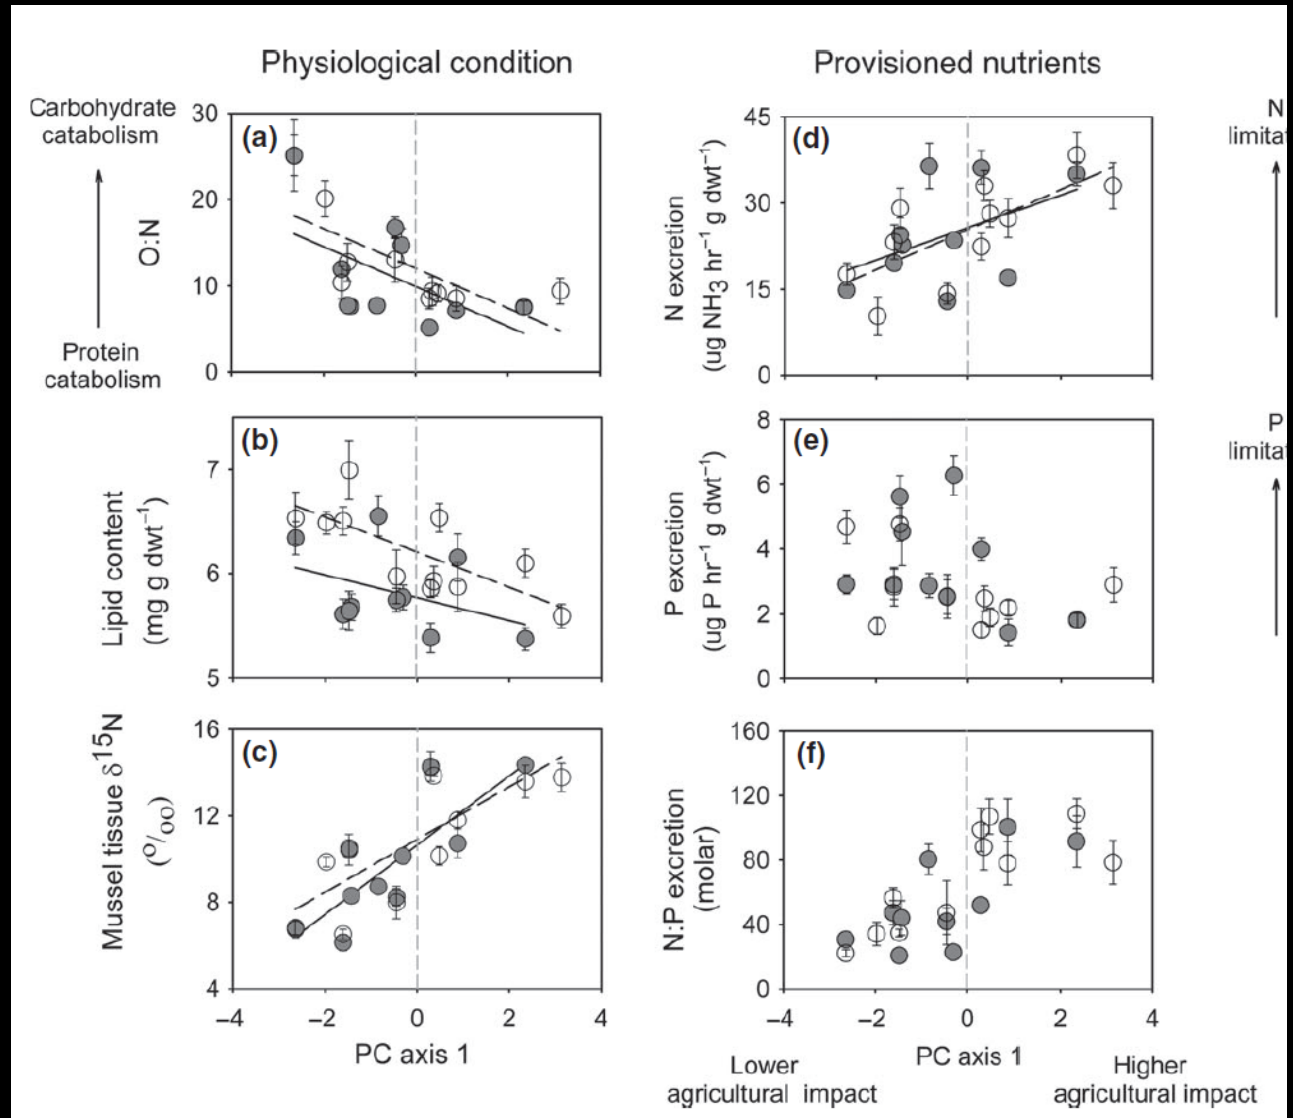 Physiological condition
Provisioned nutrients
Carbohydrate
catabolism
Protein
catabolism
O:N
30
20
10
0
(a)
Lipid content
(mg g dwt⁻¹)
7
6
5
(b)
Mussel tissue δ¹⁵N
(⁰/₀₀)
16
12
8
4
(c)
−4
−2
0
2
4
PC axis 1
N excretion
(ug NH₃ hr⁻¹ g dwt⁻¹)
45
30
15
0
(d)
N
P excretion
(ug P hr⁻¹ g dwt⁻¹)
8
6
4
2
0
(e)
P
N:P excretion
(molar)
160
120
80
40
0
(f)
−4
−2
0
2
4
PC axis 1
Lower
agricultural impact
Higher
agricultural impact